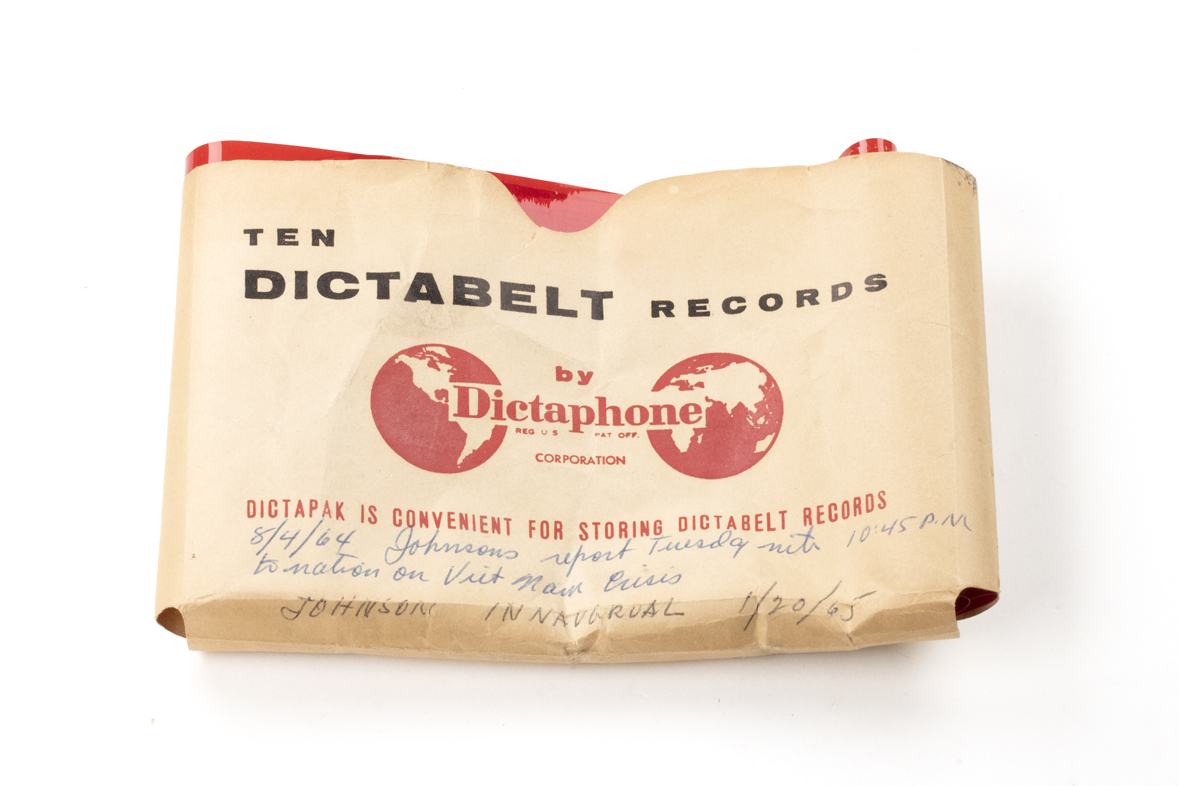 TEN
DICTABELT RECORDS
by
Dictaphone
REG U S PAT OFF.
CORPORATION
DICTAPAK IS CONVENIENT FOR STORING DICTABELT RECORDS
8/4/64 Johnsons report Tuesday nite 10:45 P.M.
to nation on Viet Nam Crisis
JOHNSON INNAUGRUAL 1/20/65